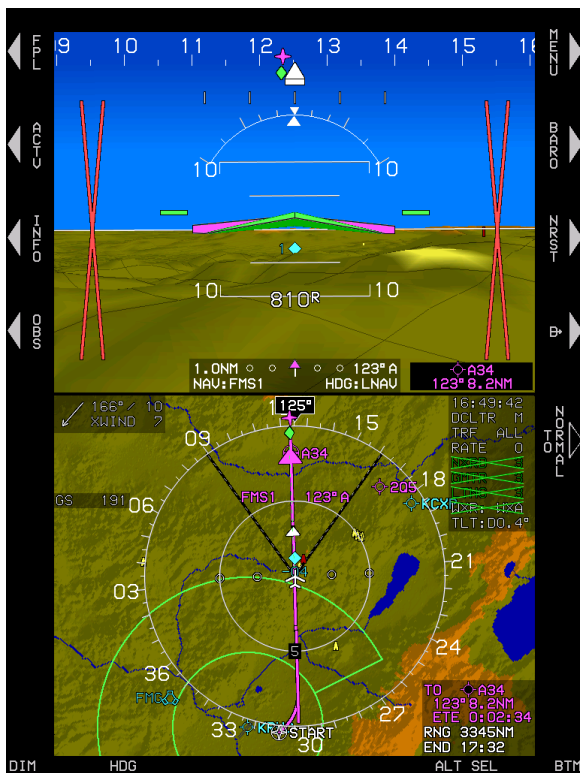 FPL
MENU
09 10 11 12 13 14 15 16
ACTV
BARO
10 10
INFO
NRST
1
10 810R 10
OBS
1.0NM 123°A
NAV:FMS1 HDG:LNAV
A34
123°8.2NM
166°/ 10
XWIND 7
125°
16:49:42
DCLTR M
TRF ALL
RATE 0
NORMAL
TO
15
09
A34
18
2Q5
06
FMS1 123°A
GS 191
TLT:D0.4°
21
03
-04
24
5
36
TO A34
123°8.2NM
ETE 0:02:34
RNG 3345NM
END 17:32
27
33
START
30
DIM HDG ALT SEL BTM